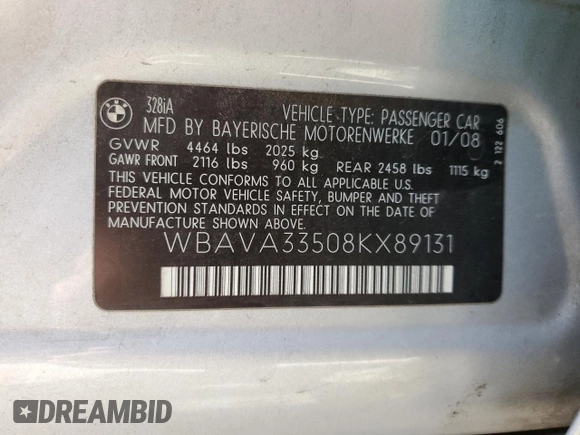 BMW
328iA
VEHICLE TYPE: PASSENGER CAR
MFD BY BAYERISCHE MOTORENWERKE 01/08
GVWR 4464 lbs 2025 kg
GAWR FRONT 2116 lbs 960 kg REAR 2458 lbs 1115 kg
THIS VEHICLE CONFORMS TO ALL APPLICABLE U.S.
FEDERAL MOTOR VEHICLE SAFETY, BUMPER AND THEFT
PREVENTION STANDARDS IN EFFECT ON THE DATE OF
MANUFACTURE SHOWN ABOVE.
WBAVA33508KX89131
2 122 606
DREAMBID